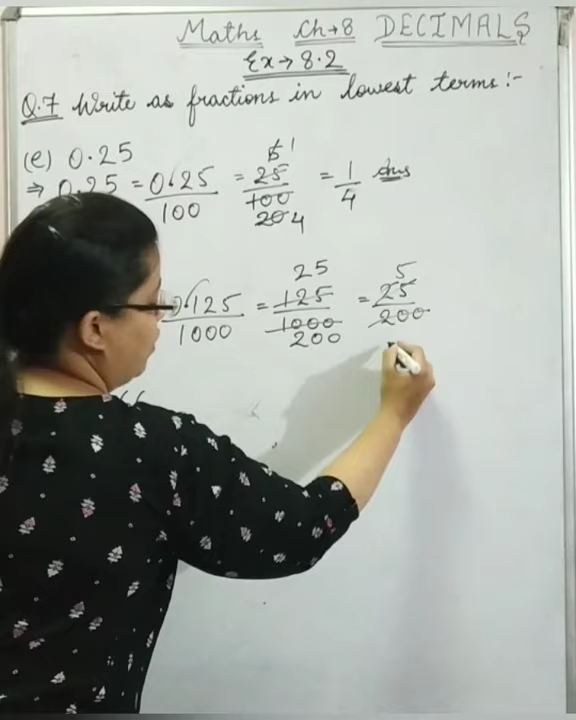 Maths Ch→8 DECIMALS
Ex→8.2
Q.7 Write as fractions in lowest terms:-
(e) 0.25
⇒ 0.25 = 0.25/100 = 25/100 = 1/4 Ans
5 1
20 4
0.125/1000 = 125/1000 = 25/200
25 5
200